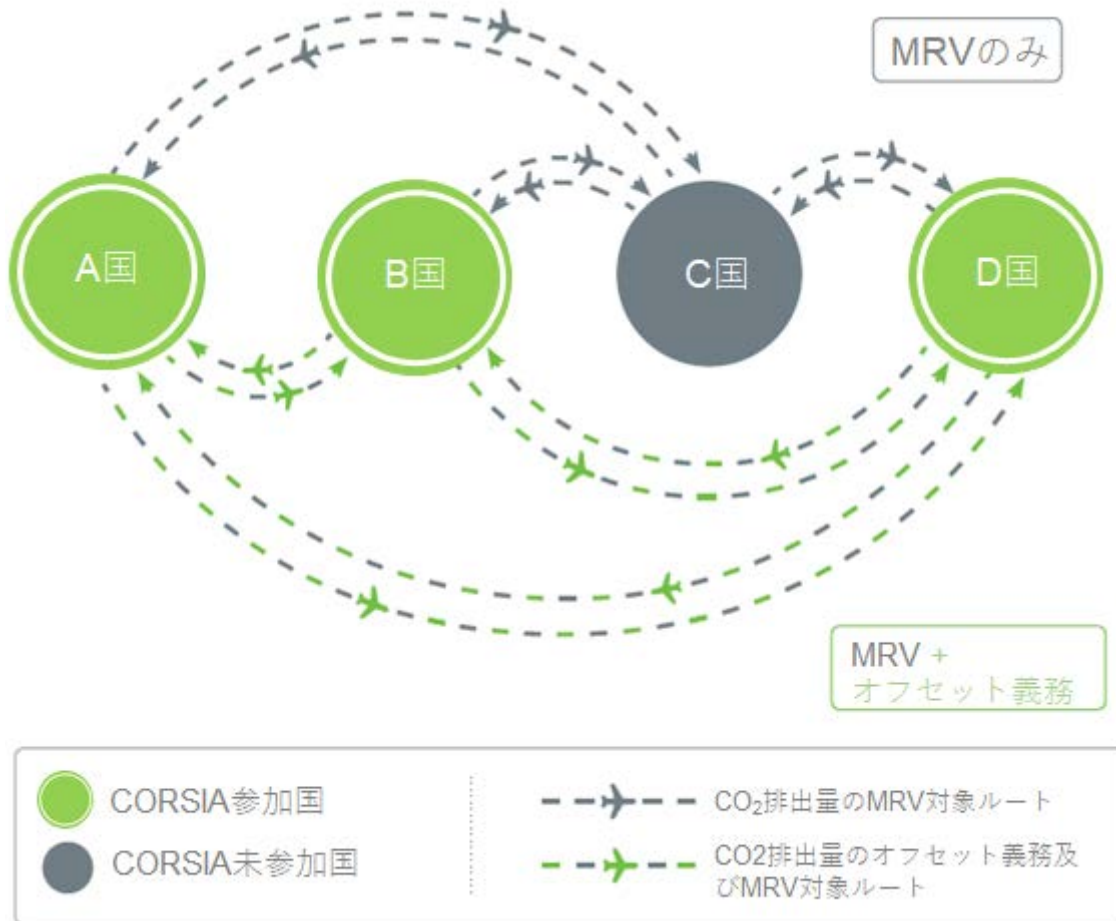 MRVのみ
A国
B国
C国
D国
MRV +
オフセット義務
CORSIA参加国
CORSIA未参加国
CO₂排出量のMRV対象ルート
CO2排出量のオフセット義務及
びMRV対象ルート